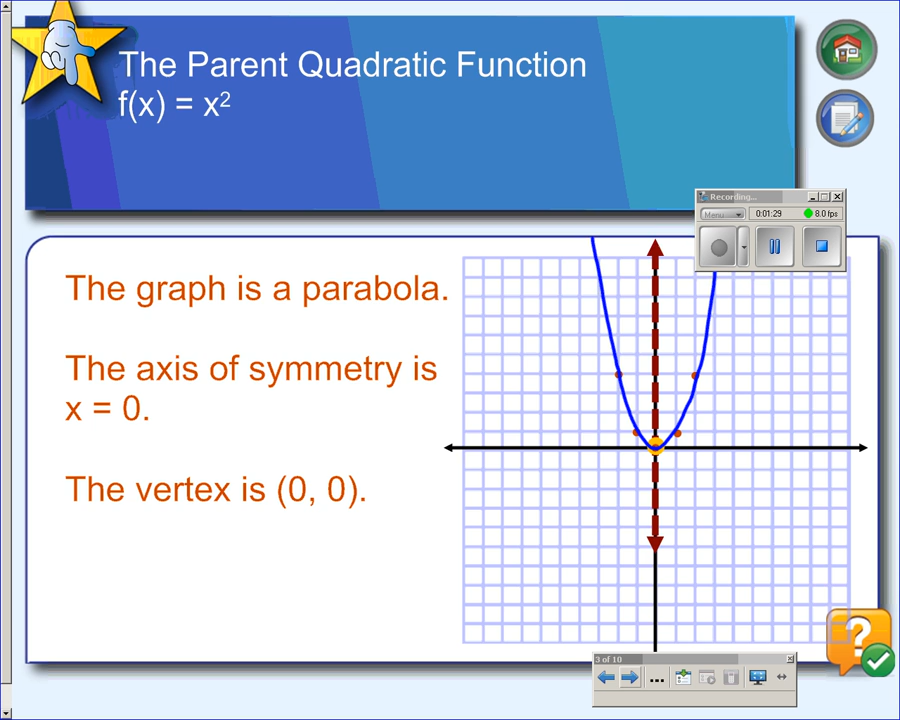 The Parent Quadratic Function
f(x) = x²
Recording...
Menu
0:01:29
8.0 fps
The graph is a parabola.
The axis of symmetry is
x = 0.
The vertex is (0, 0).
?
3 of 10
...